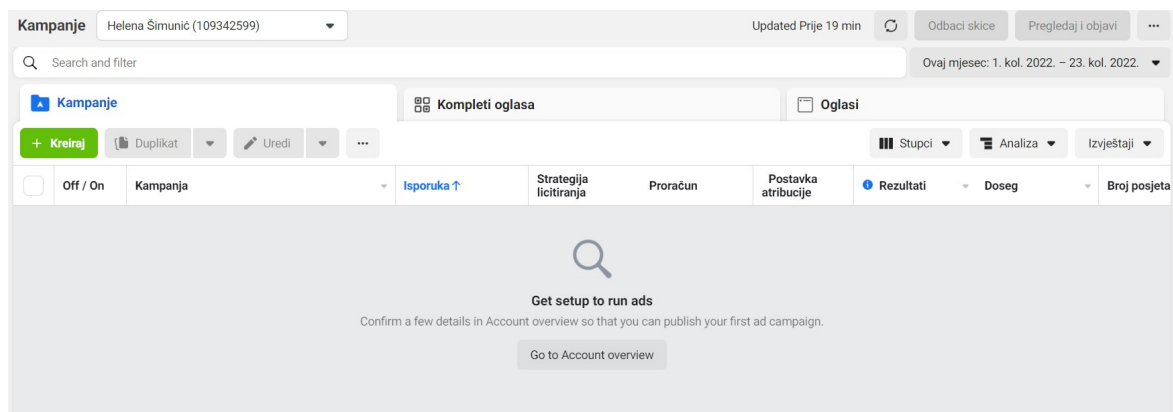 Kampanje Helena Šimunić (109342599) Updated Prije 19 min Odbaci skice Pregledaj i objavi ...
Search and filter Ovaj mjesec: 1. kol. 2022. – 23. kol. 2022.
Kampanje Kompleti oglasa Oglasi
+ Kreiraj Duplikat Uredi ... Stupci Analiza Izvještaji
Off / On Kampanja Isporuka ↑ Strategija licitiranja Proračun Postavka atribucije Rezultati Doseg Broj posjeta
Get setup to run ads
Confirm a few details in Account overview so that you can publish your first ad campaign.
Go to Account overview